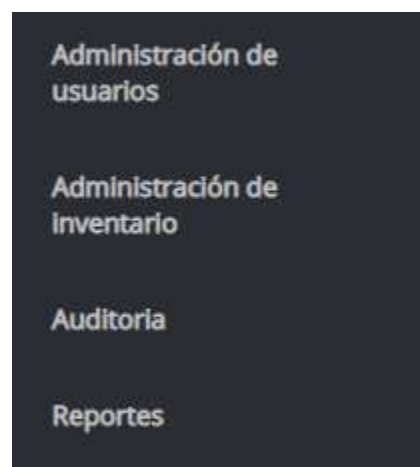 Administración de
usuarios
Administración de
inventario
Auditoria
Reportes